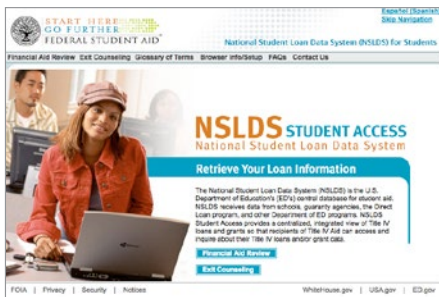 START HERE
GO FURTHER
FEDERAL STUDENT AID
Español (Spanish)
Skip Navigation
National Student Loan Data System (NSLDS) for Students
Financial Aid Review Exit Counseling Glossary of Terms Browser Info/Setup FAQs Contact Us
NSLDS STUDENT ACCESS
National Student Loan Data System
Retrieve Your Loan Information
The National Student Loan Data System (NSLDS) is the U.S.
Department of Education's (ED's) central database for student aid.
NSLDS receives data from schools, guaranty agencies, the Direct
Loan program, and other Department of ED programs. NSLDS
Student Access provides a centralized, integrated view of Title IV
loans and grants so that recipients of Title IV Aid can access and
inquire about their Title IV loans and/or grant data.
Financial Aid Review
Exit Counseling
FOIA | Privacy | Security | Notices
WhiteHouse.gov | USA.gov | ED.gov